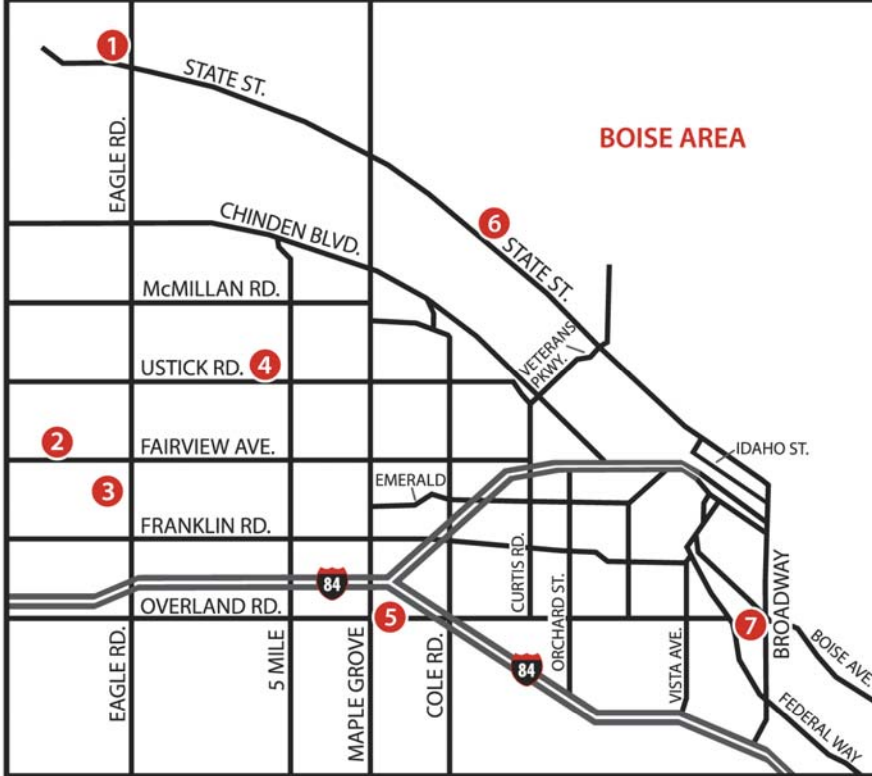 1
STATE ST.
BOISE AREA
EAGLE RD.
CHINDEN BLVD.
6
STATE ST.
McMILLAN RD.
VETERANS
PKWY.
USTICK RD.
4
2
FAIRVIEW AVE.
IDAHO ST.
3
EMERALD
FRANKLIN RD.
84
CURTIS RD.
OVERLAND RD.
5
ORCHARD ST.
7
BROADWAY
EAGLE RD.
5 MILE
MAPLE GROVE
COLE RD.
84
VISTA AVE.
BOISE AVE.
FEDERAL WAY